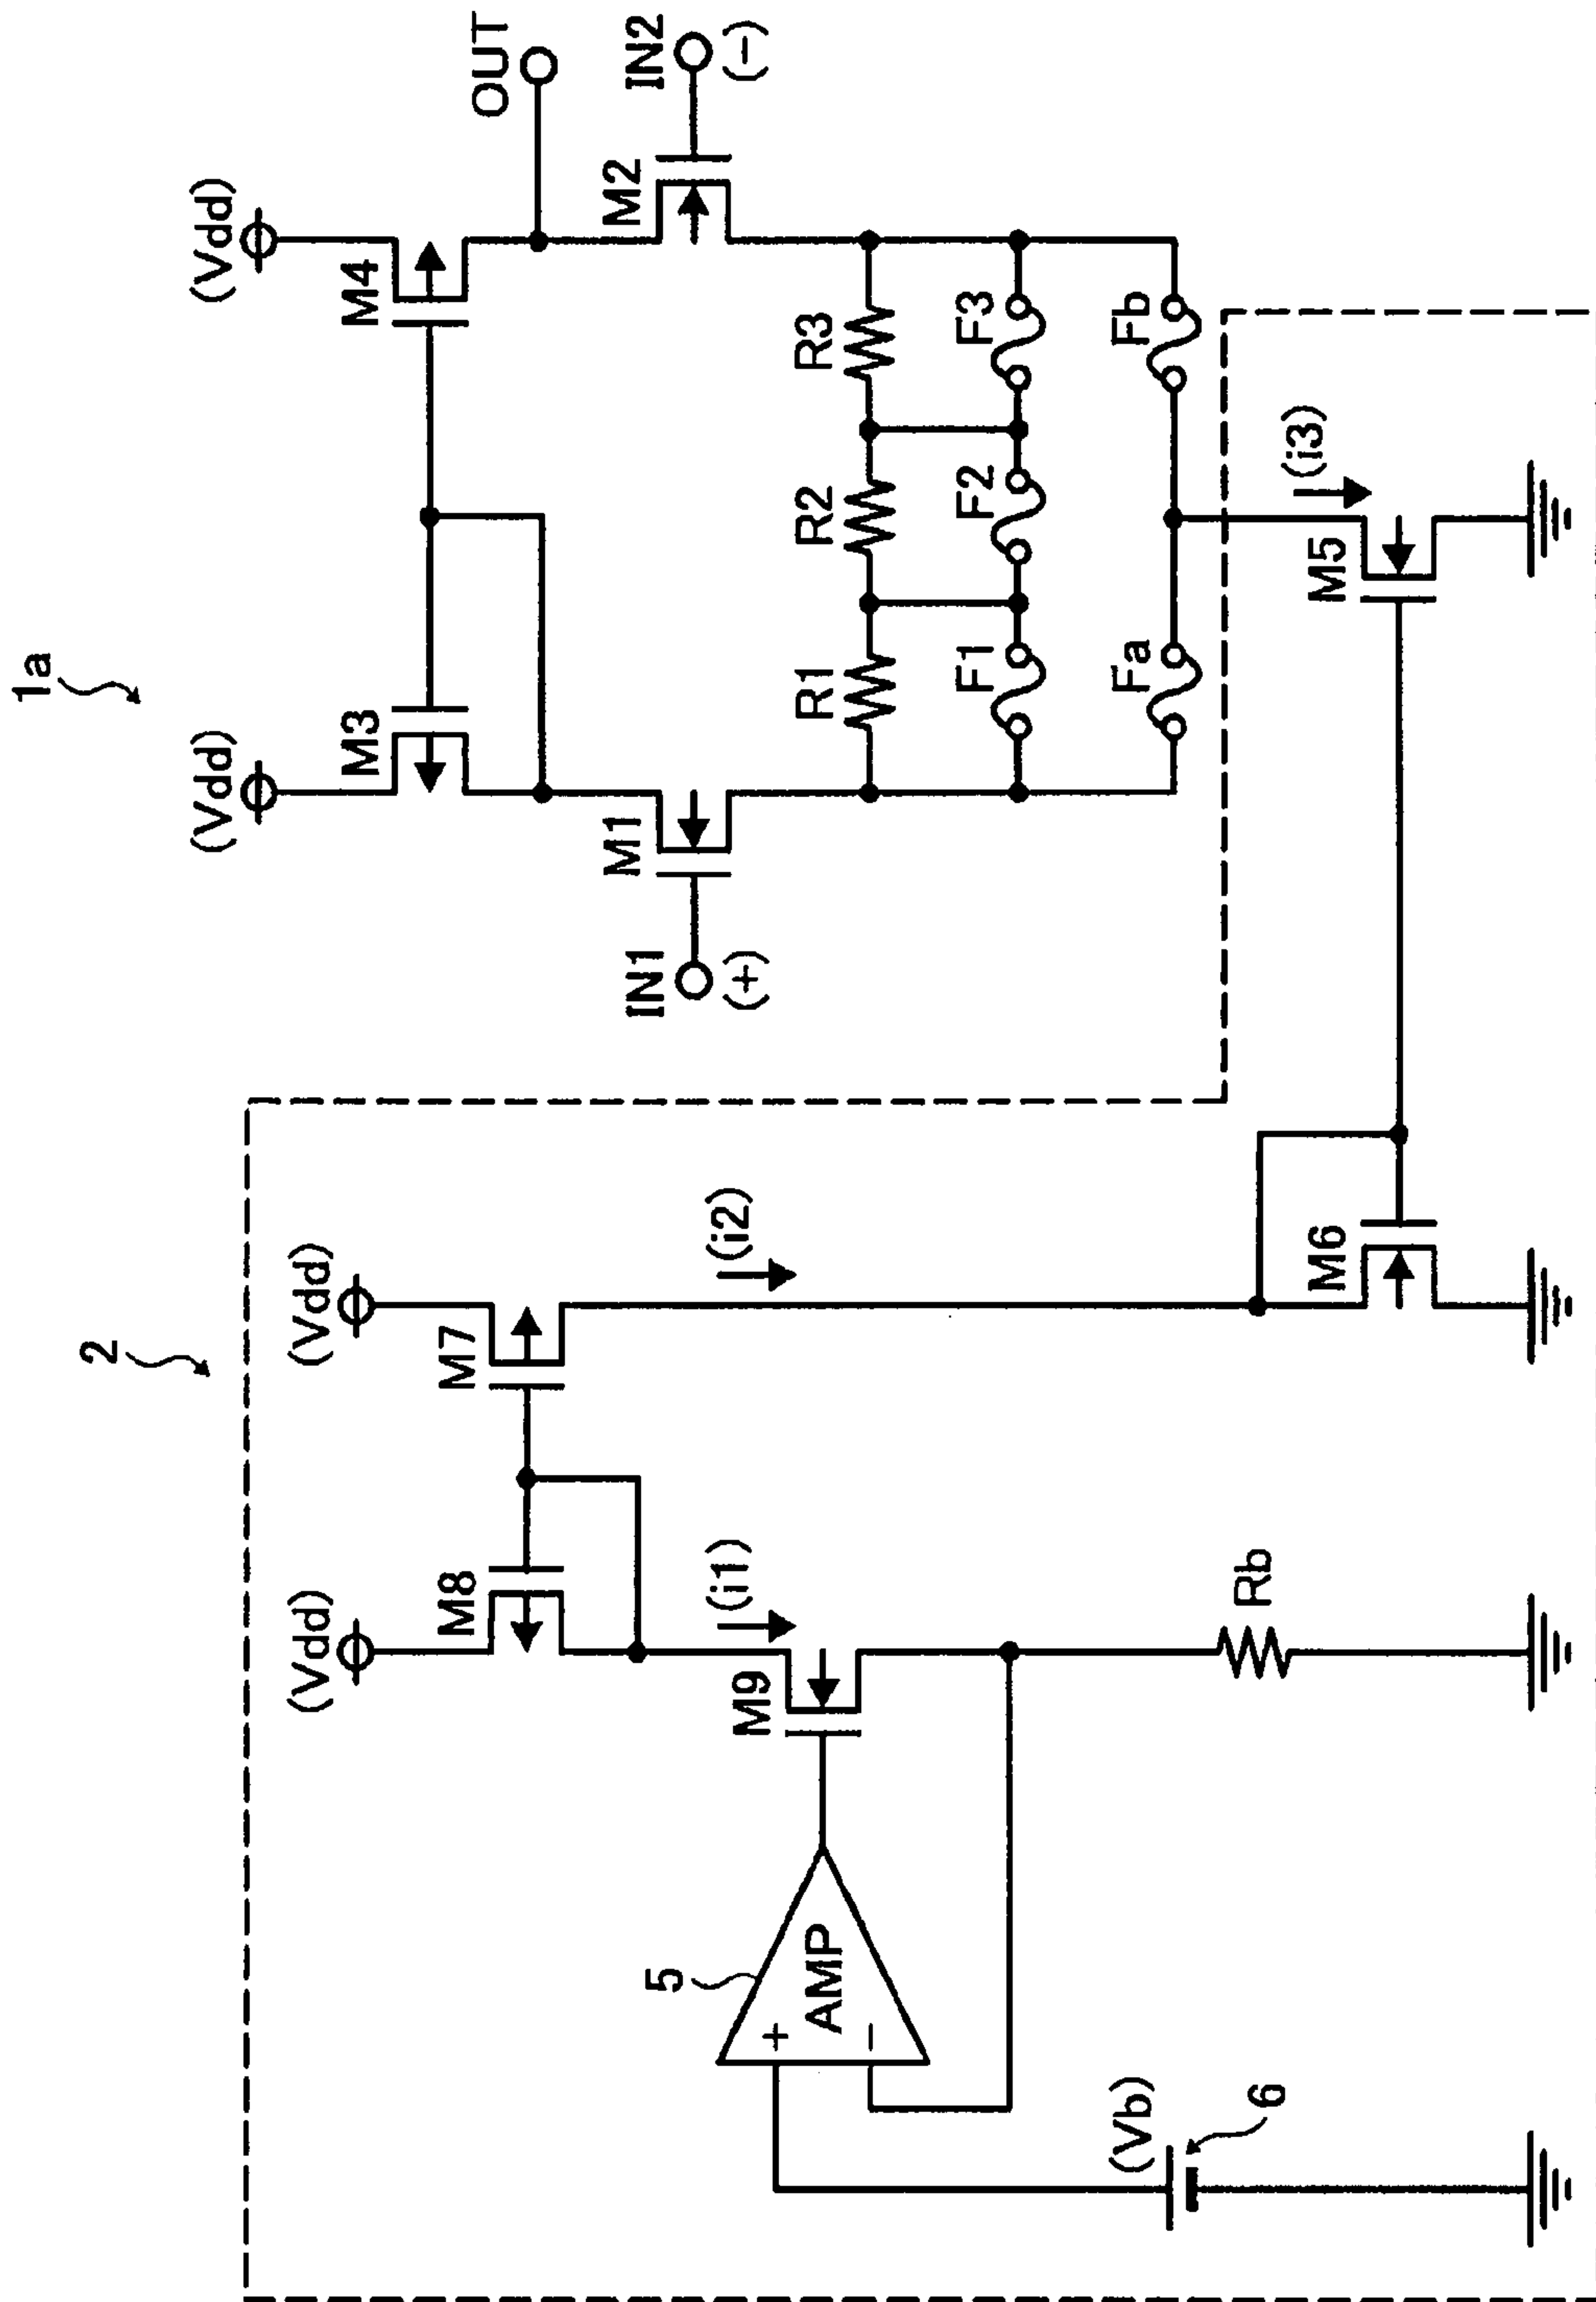 1a
2
(Vdd)
(Vdd)
M3
M4
OUT
(Vdd)
(Vdd)
M8
M7
IN1
(+)
M1
M2
IN2
(−)
5
AMP
+
−
M9
(i1)
(i2)
R1
R2
R3
F1
F2
F3
Fa
Fb
(Vb)
6
Rb
M6
M5
(i3)